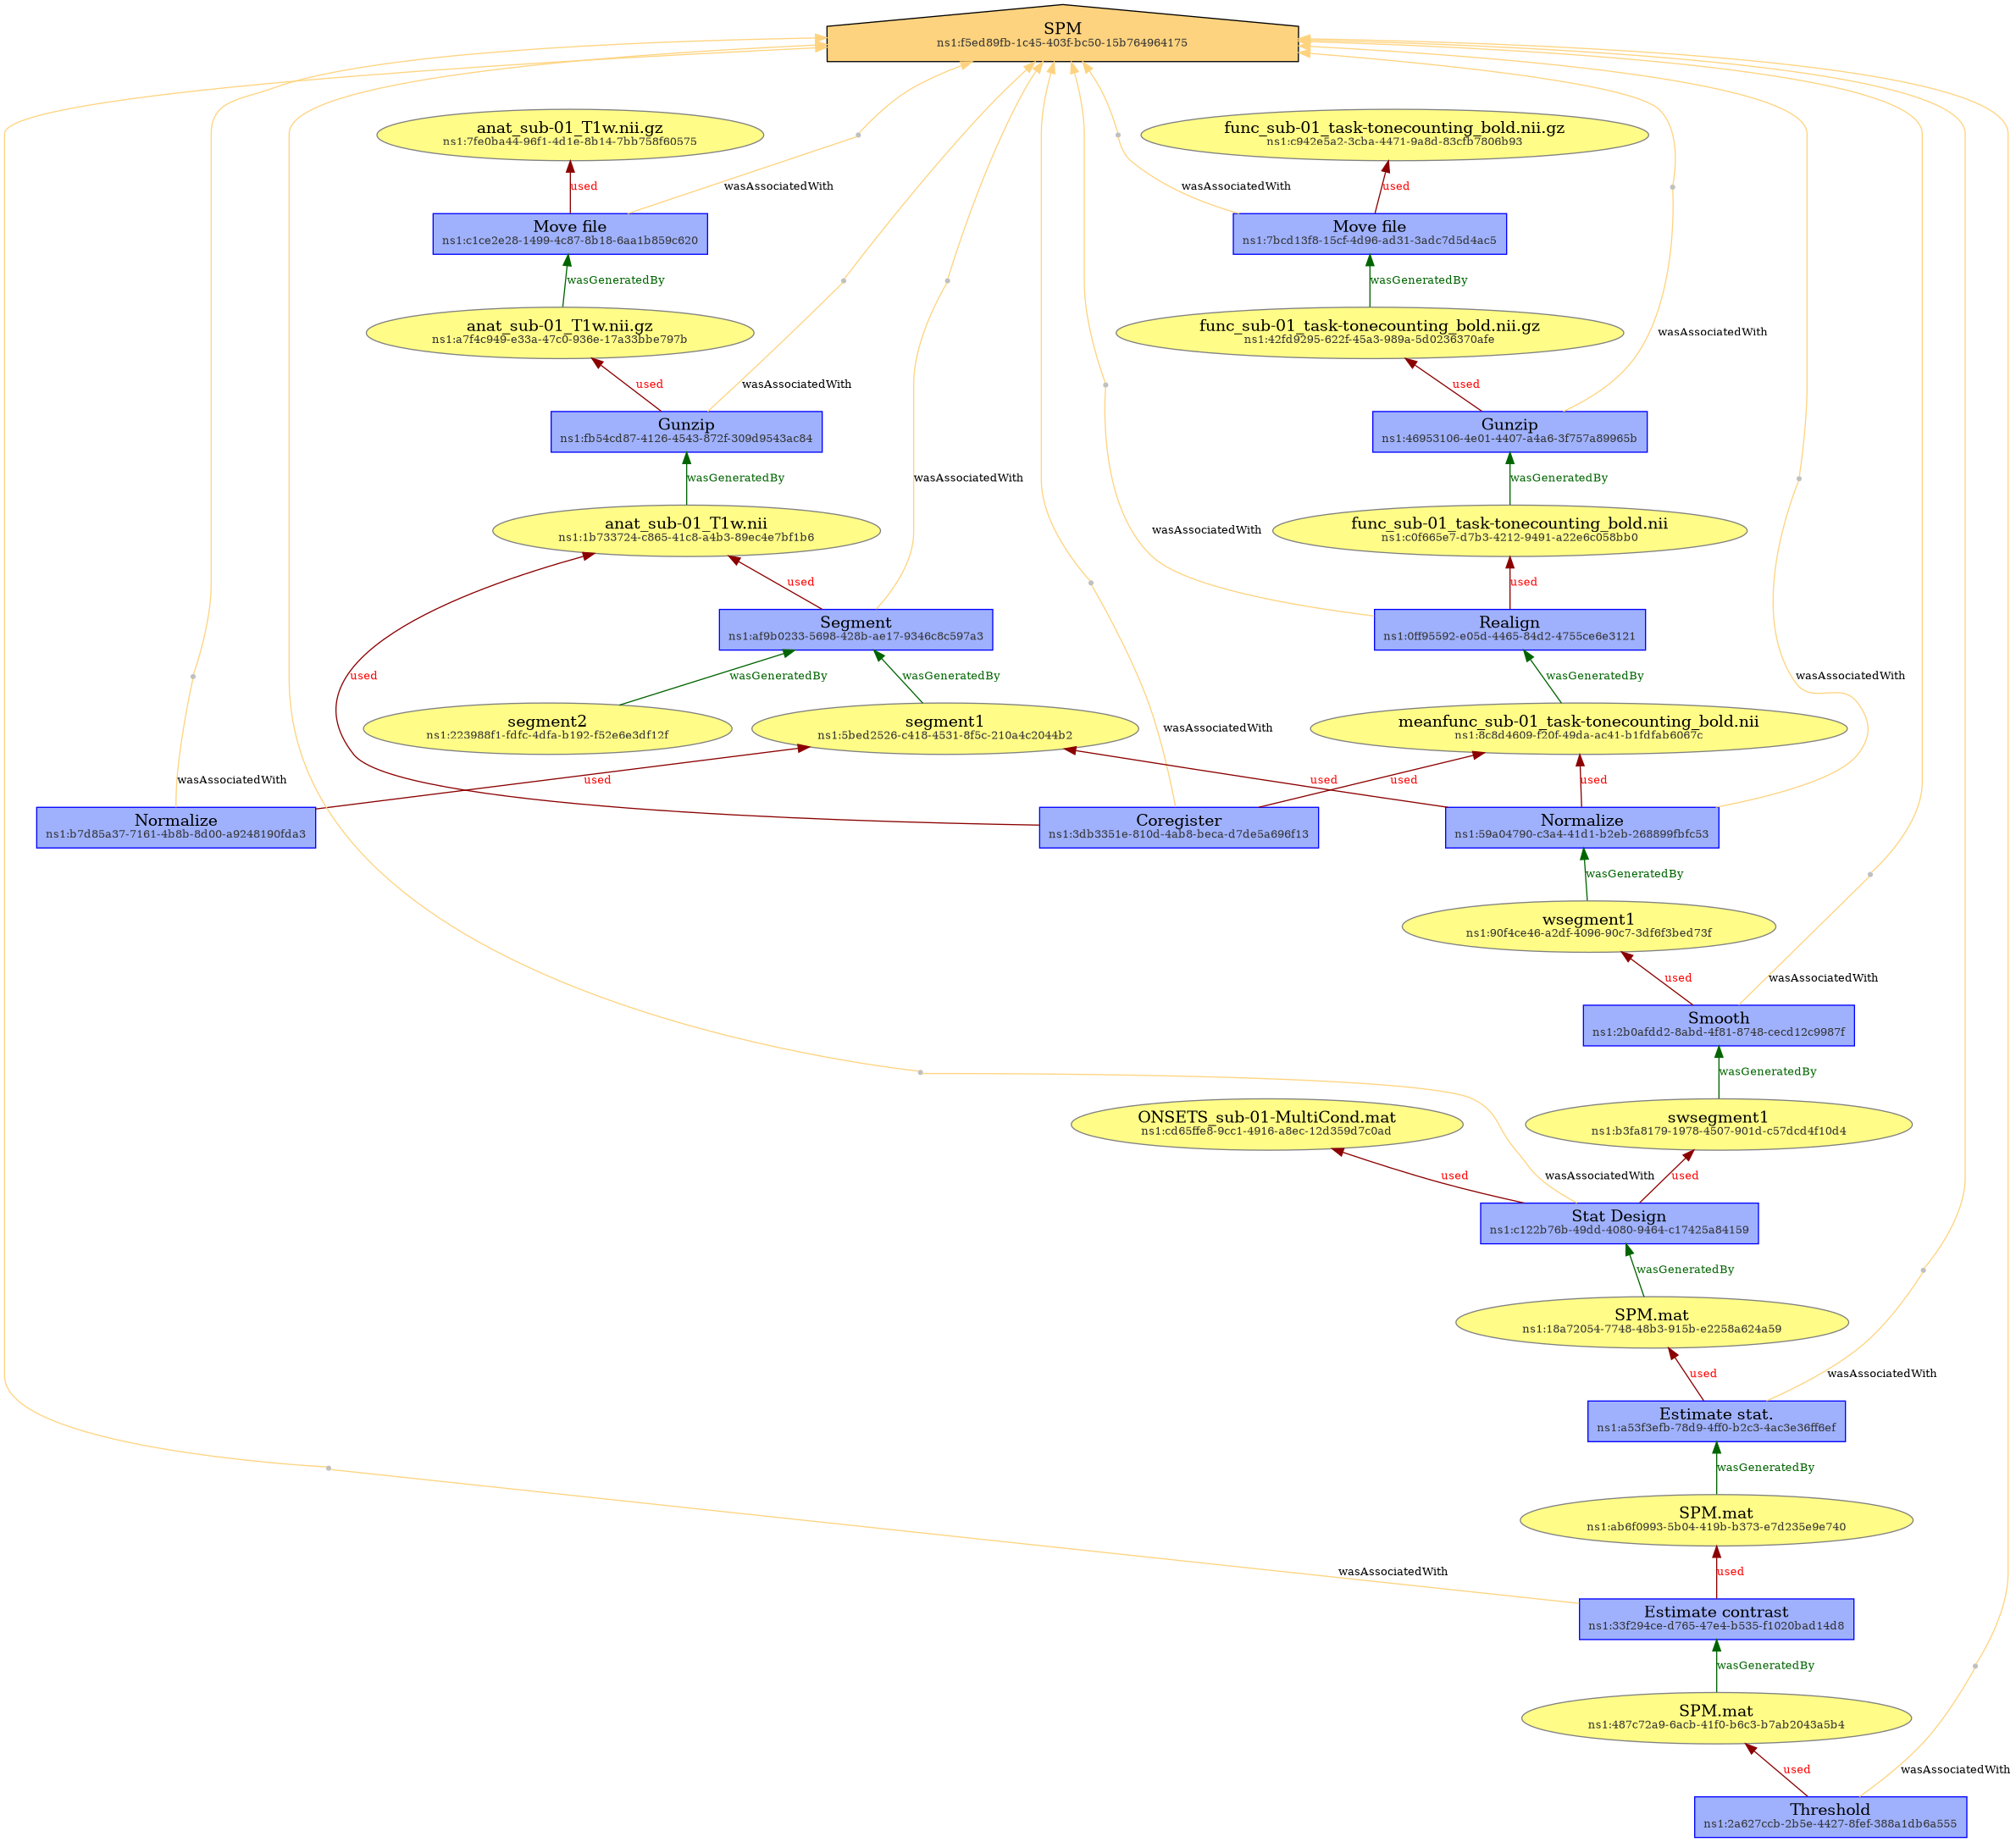 SPM
ns1:f5ed89fb-1c45-403f-bc50-15b764964175
anat_sub-01_T1w.nii.gz
ns1:7fe0ba44-96f1-4d1e-8b14-7bb758f60575
func_sub-01_task-tonecounting_bold.nii.gz
ns1:c942e5a2-3cba-4471-9a8d-83cfb7806b93
used
wasAssociatedWith
wasAssociatedWith
used
Move file
ns1:c1ce2e28-1499-4c87-8b18-6aa1b859c620
Move file
ns1:7bcd13f8-15cf-4d96-ad31-3adc7d5d4ac5
wasGeneratedBy
wasGeneratedBy
anat_sub-01_T1w.nii.gz
ns1:a7f4c949-e33a-47c0-936e-17a33bbe797b
func_sub-01_task-tonecounting_bold.nii.gz
ns1:42fd9295-622f-45a3-989a-5d0236370afe
wasAssociatedWith
used
wasAssociatedWith
used
Gunzip
ns1:fb54cd87-4126-4543-872f-309d9543ac84
Gunzip
ns1:46953106-4e01-4407-a4a6-3f757a89965b
wasGeneratedBy
wasAssociatedWith
wasGeneratedBy
anat_sub-01_T1w.nii
ns1:1b733724-c865-41c8-a4b3-89ec4e7bf1b6
func_sub-01_task-tonecounting_bold.nii
ns1:c0f665e7-d7b3-4212-9491-a22e6c058bb0
wasAssociatedWith
used
used
Segment
ns1:af9b0233-5698-428b-ae17-9346c8c597a3
Realign
ns1:0ff95592-e05d-4465-84d2-4755ce6e3121
used
wasGeneratedBy
wasGeneratedBy
wasGeneratedBy
wasAssociatedWith
segment2
ns1:223988f1-fdfc-4dfa-b192-f52e6e3df12f
segment1
ns1:5bed2526-c418-4531-8f5c-210a4c2044b2
meanfunc_sub-01_task-tonecounting_bold.nii
ns1:8c8d4609-f20f-49da-ac41-b1fdfab6067c
wasAssociatedWith
wasAssociatedWith
used
used
used
used
Normalize
ns1:b7d85a37-7161-4b8b-8d00-a9248190fda3
Coregister
ns1:3db3351e-810d-4ab8-beca-d7de5a696f13
Normalize
ns1:59a04790-c3a4-41d1-b2eb-268899fbfc53
wasGeneratedBy
wsegment1
ns1:90f4ce46-a2df-4096-90c7-3df6f3bed73f
used
wasAssociatedWith
Smooth
ns1:2b0afdd2-8abd-4f81-8748-cecd12c9987f
wasGeneratedBy
ONSETS_sub-01-MultiCond.mat
ns1:cd65ffe8-9cc1-4916-a8ec-12d359d7c0ad
swsegment1
ns1:b3fa8179-1978-4507-901d-c57dcd4f10d4
used
wasAssociatedWith
used
Stat Design
ns1:c122b76b-49dd-4080-9464-c17425a84159
wasGeneratedBy
SPM.mat
ns1:18a72054-7748-48b3-915b-e2258a624a59
used
wasAssociatedWith
Estimate stat.
ns1:a53f3efb-78d9-4ff0-b2c3-4ac3e36ff6ef
wasGeneratedBy
SPM.mat
ns1:ab6f0993-5b04-419b-b373-e7d235e9e740
wasAssociatedWith
used
Estimate contrast
ns1:33f294ce-d765-47e4-b535-f1020bad14d8
wasGeneratedBy
SPM.mat
ns1:487c72a9-6acb-41f0-b6c3-b7ab2043a5b4
used
wasAssociatedWith
Threshold
ns1:2a627ccb-2b5e-4427-8fef-388a1db6a555